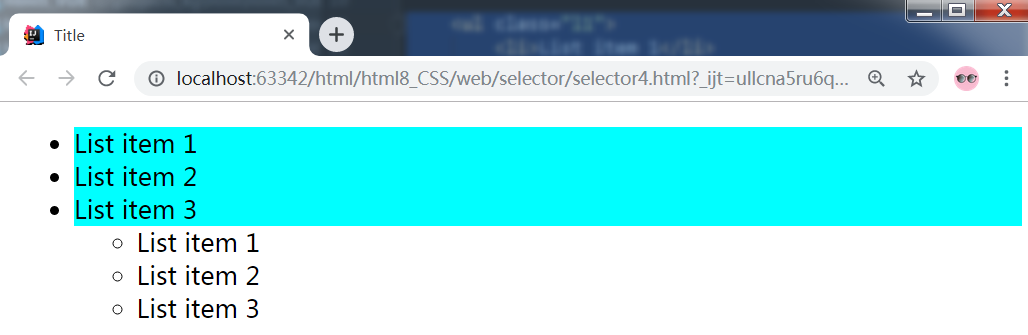 <ul class="li">
<li>List item 1</li>
Title
localhost:63342/html/html8_CSS/web/selector/selector4.html?_ijt=ullcna5ru6q...
List item 1
List item 2
List item 3
List item 1
List item 2
List item 3